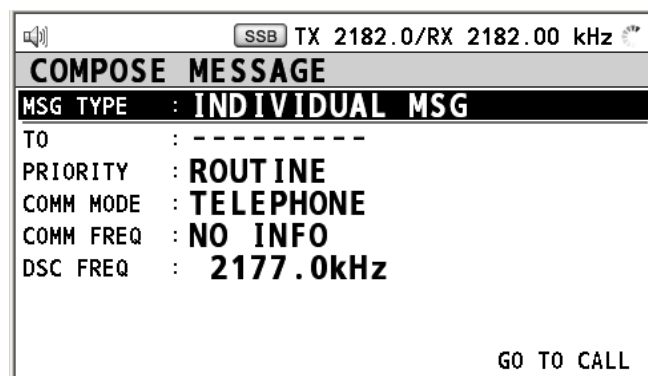 SSB TX 2182.0/RX 2182.00 kHz
COMPOSE MESSAGE
MSG TYPE : INDIVIDUAL MSG
TO : ---------
PRIORITY : ROUTINE
COMM MODE : TELEPHONE
COMM FREQ : NO INFO
DSC FREQ : 2177.0kHz
GO TO CALL